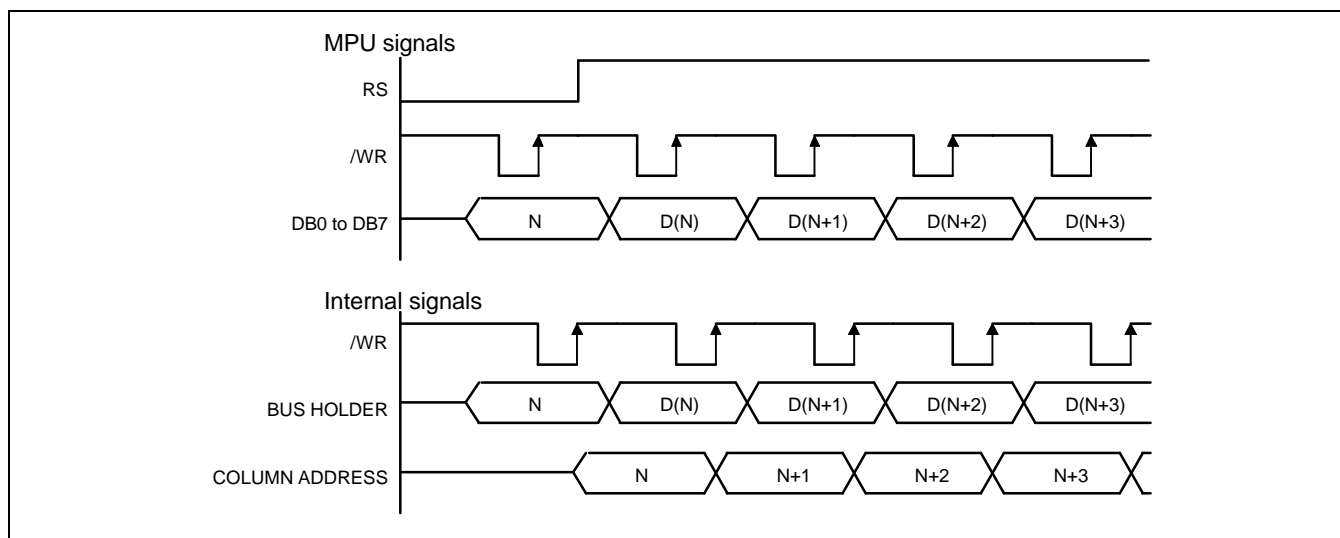 MPU signals
RS
/WR
DB0 to DB7
N D(N) D(N+1) D(N+2) D(N+3)
Internal signals
/WR
BUS HOLDER
N D(N) D(N+1) D(N+2) D(N+3)
COLUMN ADDRESS
N N+1 N+2 N+3